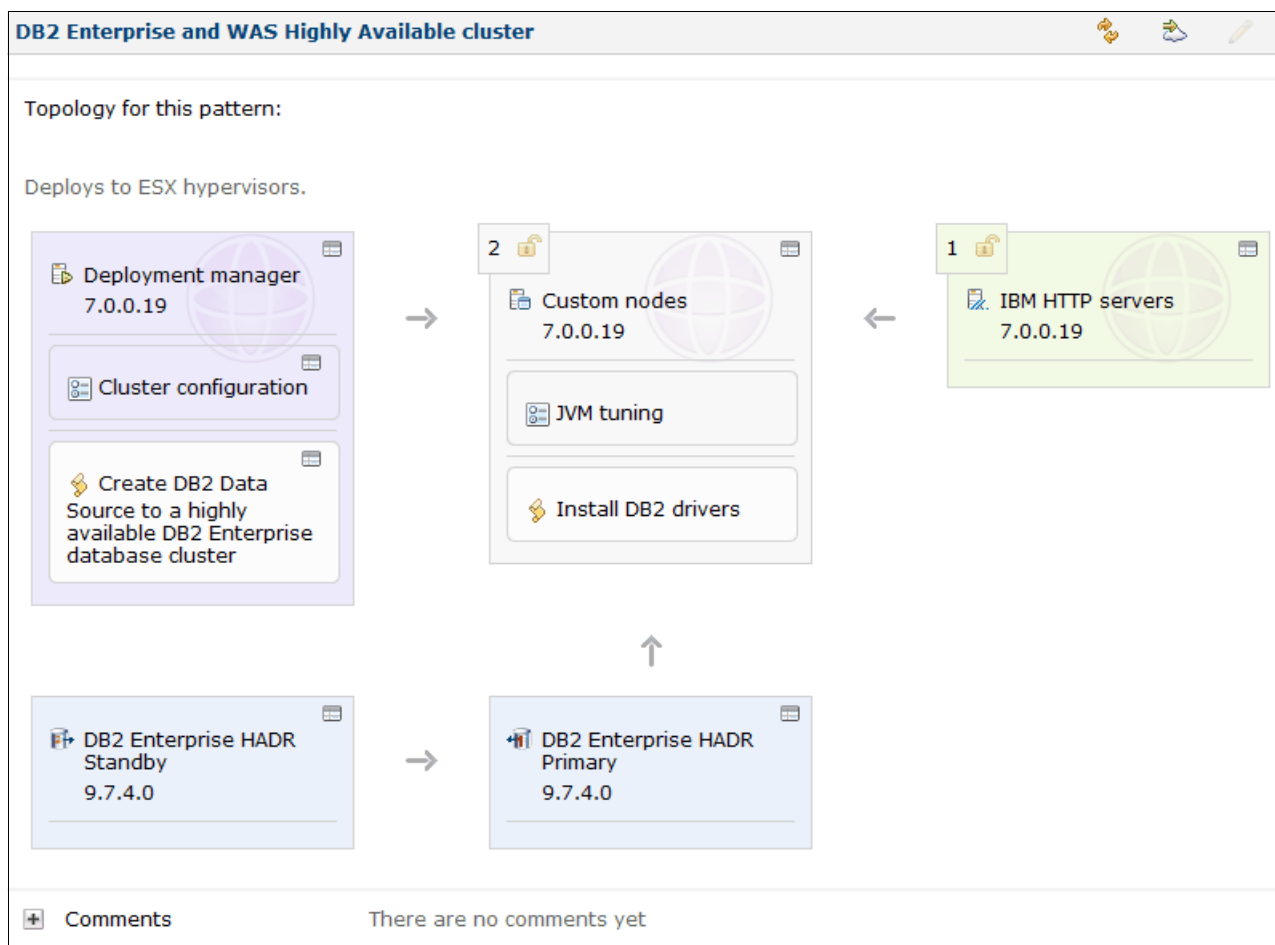 DB2 Enterprise and WAS Highly Available cluster
Topology for this pattern:
Deploys to ESX hypervisors.
Deployment manager
7.0.0.19
Cluster configuration
Create DB2 Data
Source to a highly
available DB2 Enterprise
database cluster
2
Custom nodes
7.0.0.19
JVM tuning
Install DB2 drivers
1
IBM HTTP servers
7.0.0.19
DB2 Enterprise HADR
Standby
9.7.4.0
DB2 Enterprise HADR
Primary
9.7.4.0
Comments
There are no comments yet